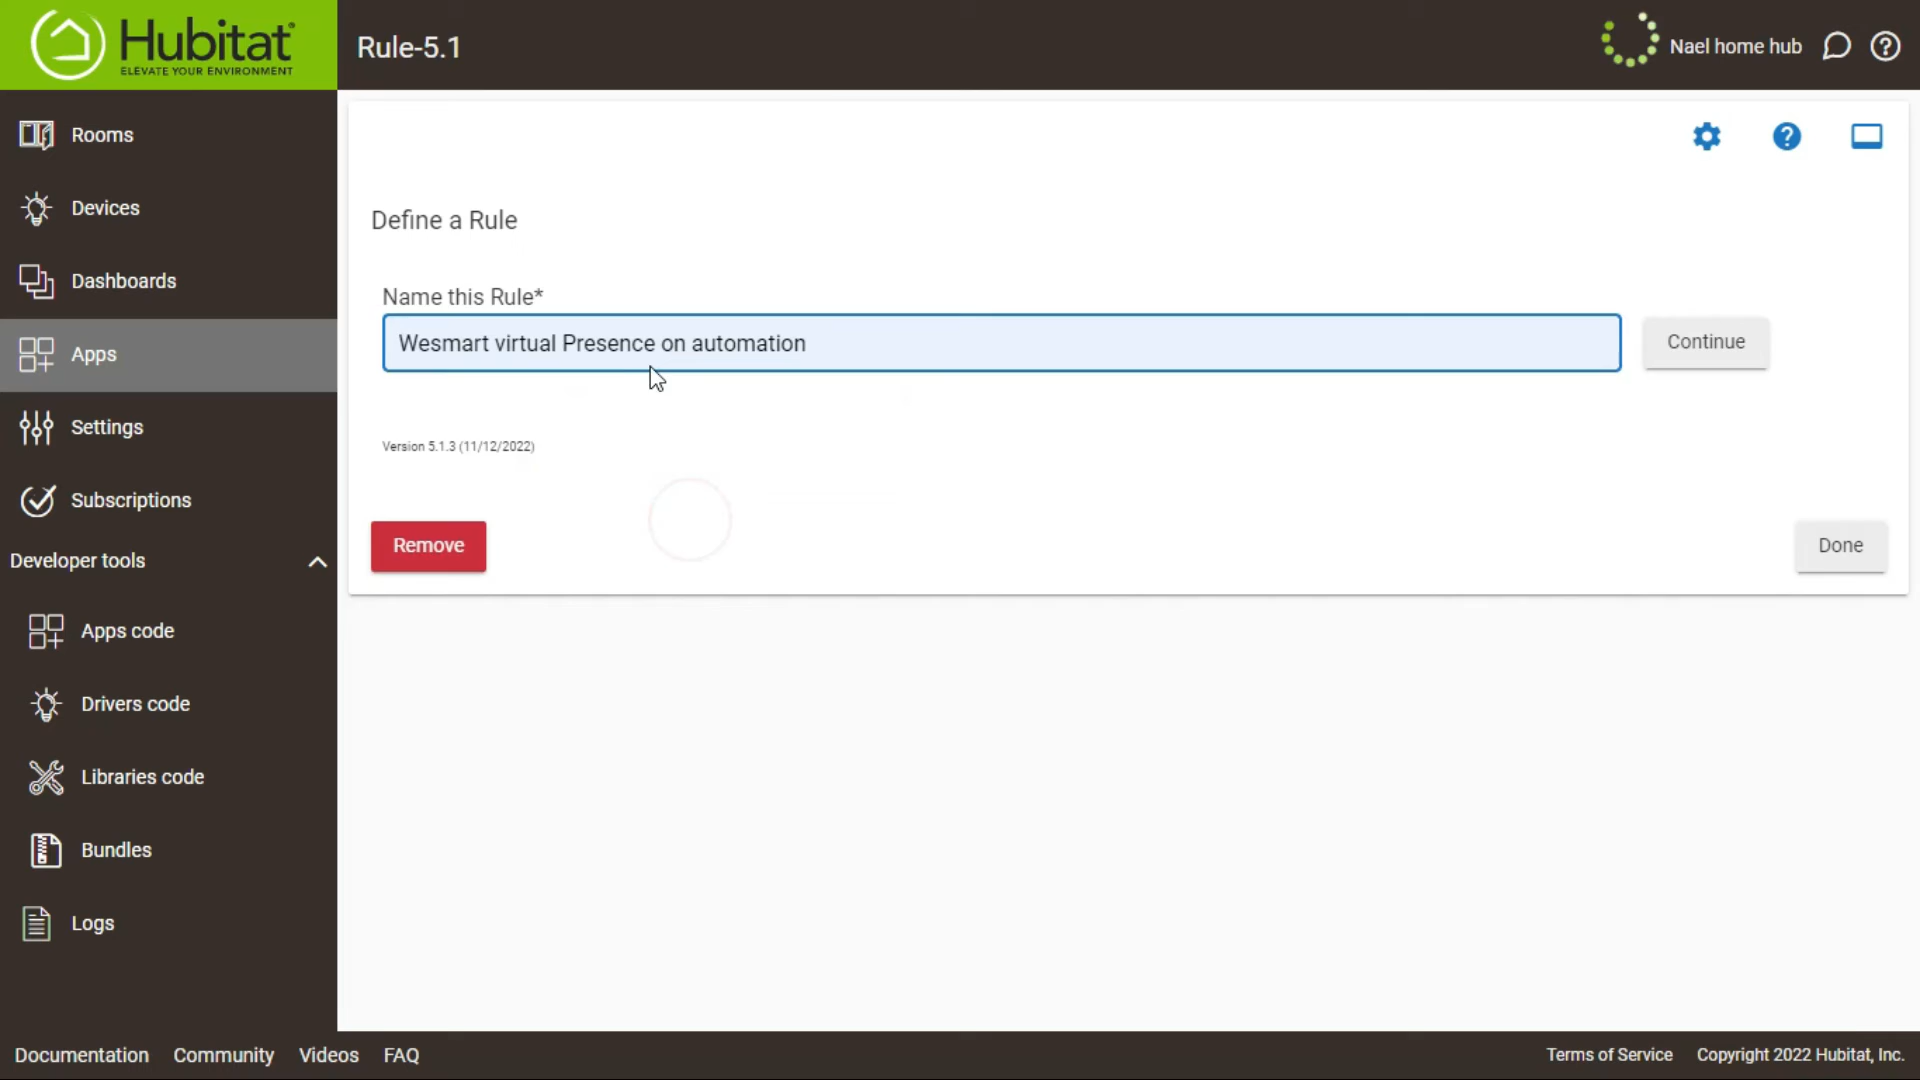 Hubitat®
ELEVATE YOUR ENVIRONMENT
Rule-5.1
Nael home hub
Rooms
Devices
Dashboards
Apps
Settings
Subscriptions
Developer tools
Apps code
Drivers code
Libraries code
Bundles
Logs
Define a Rule
Name this Rule*
Wesmart virtual Presence on automation
Continue
Version 5.1.3 (11/12/2022)
Remove
Done
Documentation Community Videos FAQ
Terms of Service Copyright 2022 Hubitat, Inc.